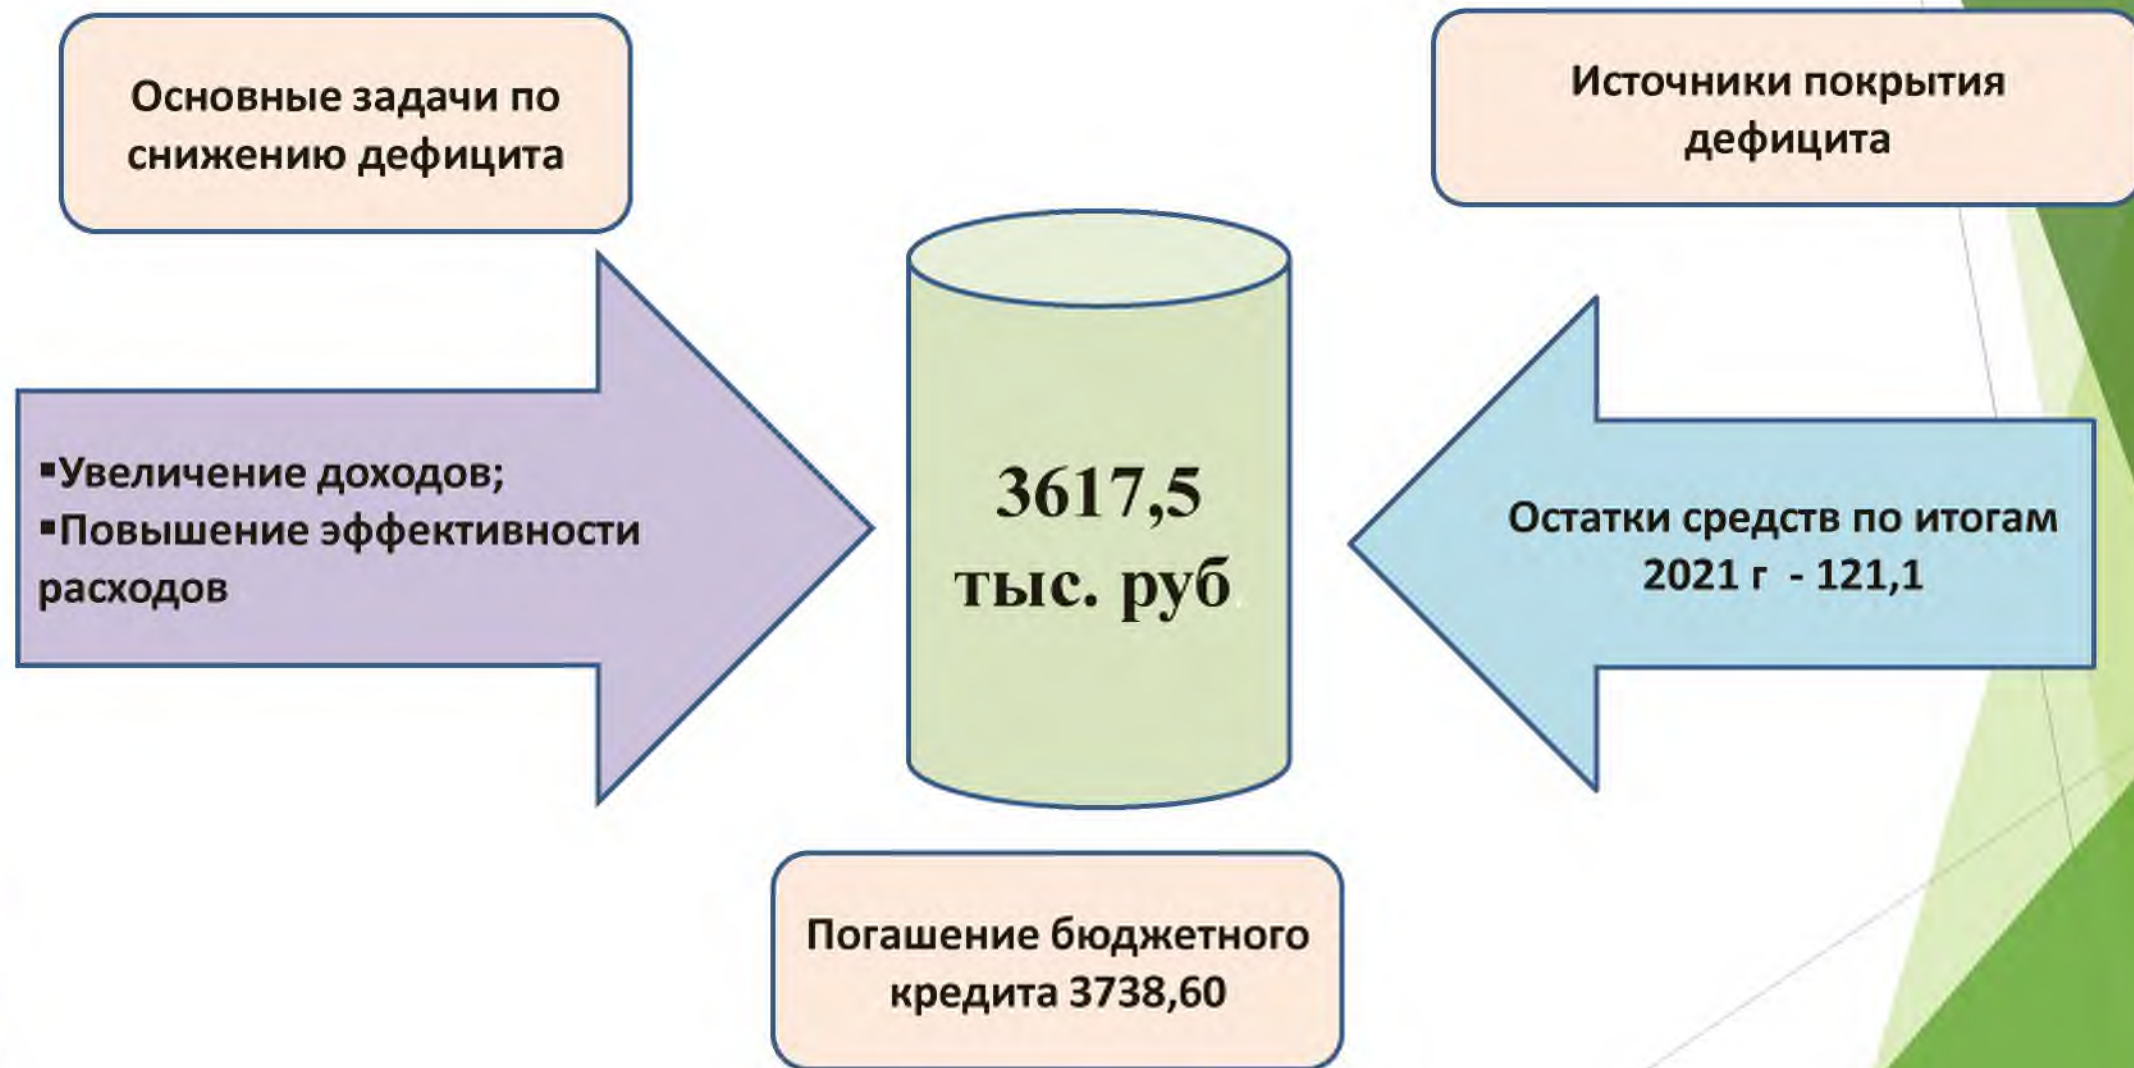 Основные задачи по
снижению дефицита
Источники покрытия
дефицита
▪Увеличение доходов;
▪Повышение эффективности
расходов
3617,5
тыс. руб.
Остатки средств по итогам
2021 г - 121,1
Погашение бюджетного
кредита 3738,60